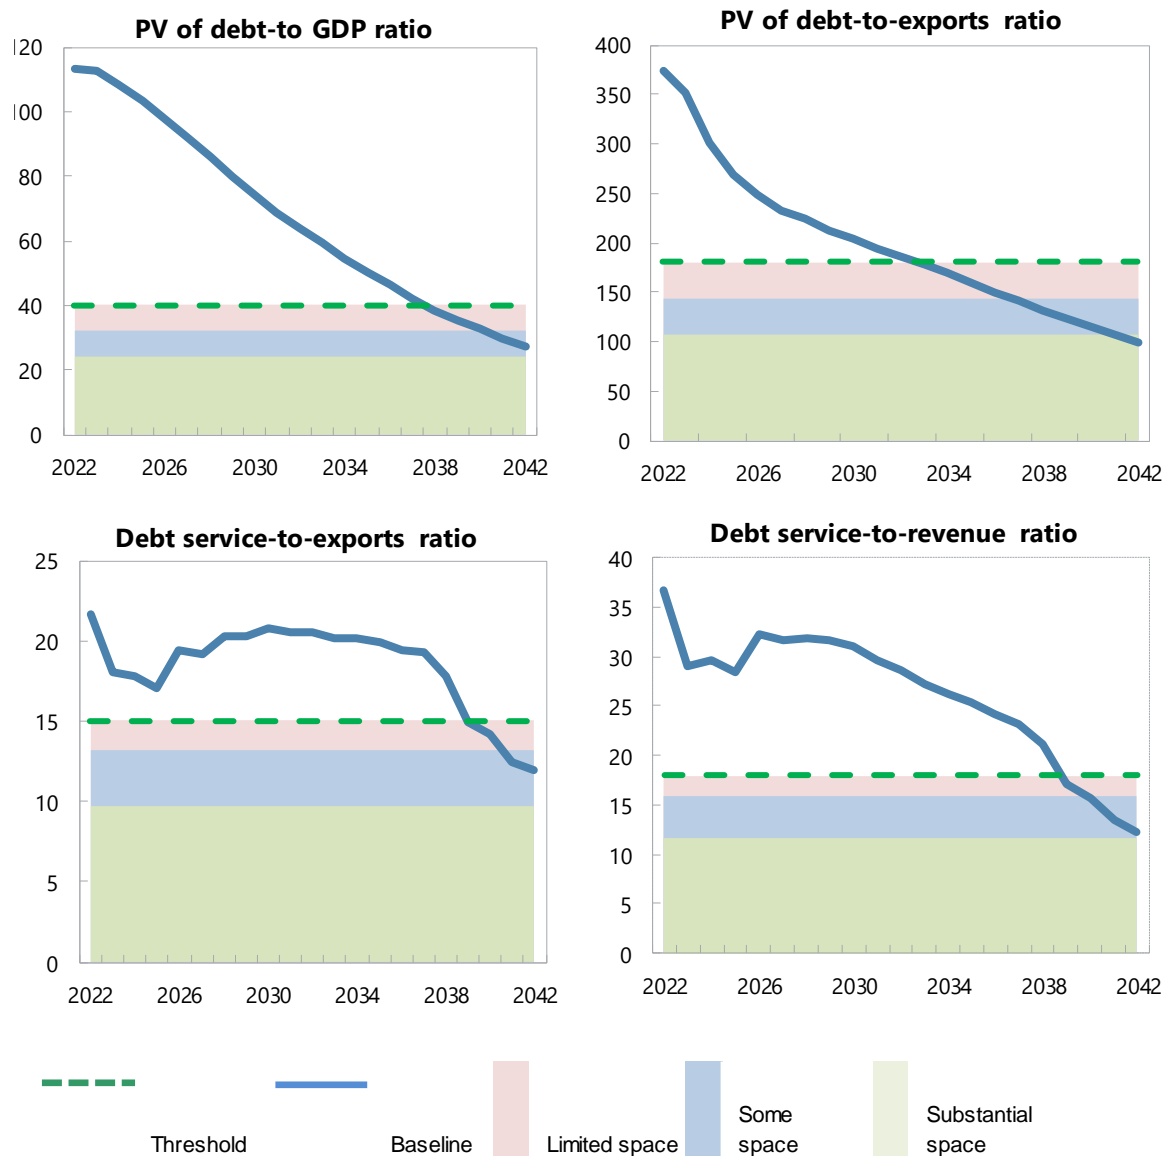 PV of debt-to GDP ratio
120
100
80
60
40
20
0
2022 2026 2030 2034 2038 2042
PV of debt-to-exports ratio
400
350
300
250
200
150
100
50
0
2022 2026 2030 2034 2038 2042
Debt service-to-exports ratio
25
20
15
10
5
0
2022 2026 2030 2034 2038 2042
Debt service-to-revenue ratio
40
35
30
25
20
15
10
5
0
2022 2026 2030 2034 2038 2042
Threshold
Baseline
Limited space
Some
space
Substantial
space